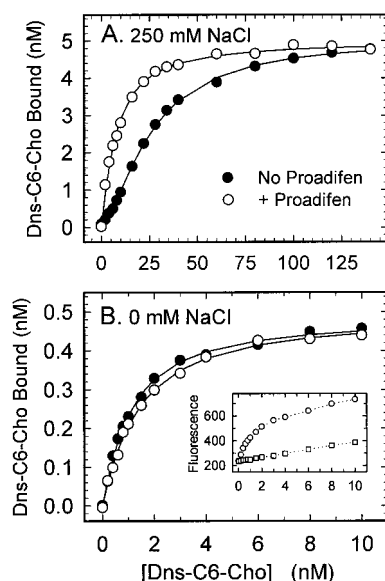 A. 250 mM NaCl
Dns-C6-Cho Bound (nM)
5
4
3
2
1
0
No Proadifen
+ Proadifen
0 25 50 75 100 125
B. 0 mM NaCl
Dns-C6-Cho Bound (nM)
0.5
0.4
0.3
0.2
0.1
0.0
Fluorescence
600
400
200
0 2 4 6 8 10
0 2 4 6 8 10
[Dns-C6-Cho] (nM)